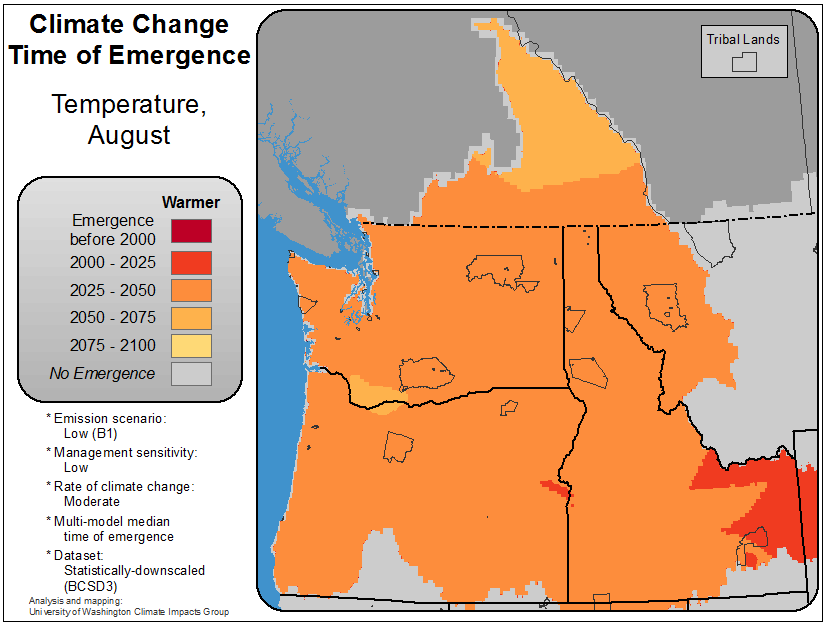 Climate Change
Time of Emergence
Temperature,
August
Warmer
Emergence
before 2000
2000 - 2025
2025 - 2050
2050 - 2075
2075 - 2100
No Emergence
* Emission scenario:
Low (B1)
* Management sensitivity:
Low
* Rate of climate change:
Moderate
* Multi-model median
time of emergence
* Dataset:
Statistically-downscaled
(BCSD3)
Analysis and mapping:
University of Washington Climate Impacts Group
Tribal Lands